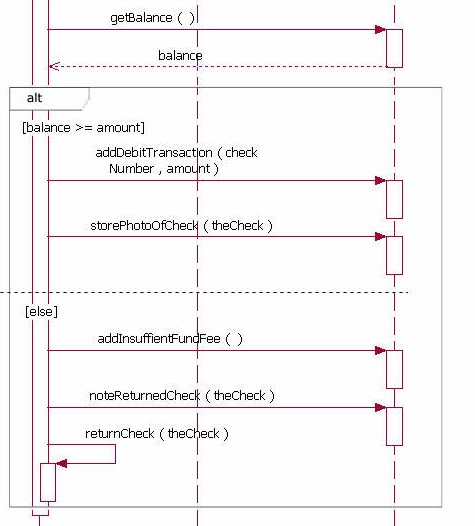 getBalance ( )
balance
alt
[balance >= amount]
addDebitTransaction ( check
Number , amount )
storePhotoOfCheck ( theCheck )
[else]
addInsuffientFundFee ( )
noteReturnedCheck ( theCheck )
returnCheck ( theCheck )